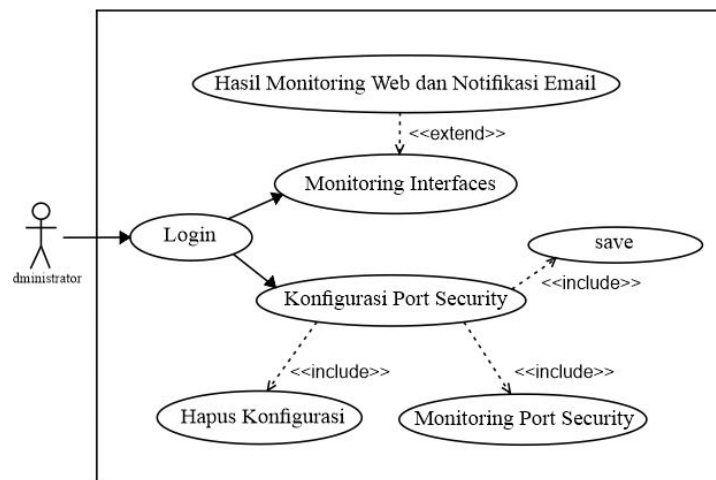 Hasil Monitoring Web dan Notifikasi Email
<<extend>>
Monitoring Interfaces
Login
dministrator
save
<<include>>
Konfigurasi Port Security
<<include>>
<<include>>
Hapus Konfigurasi
Monitoring Port Security